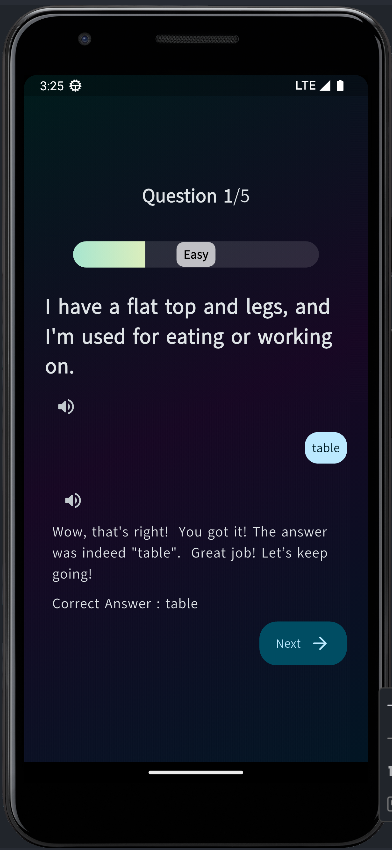 3:25 LTE
Question 1/5
Easy
I have a flat top and legs, and
I'm used for eating or working
on.
table
Wow, that's right! You got it! The answer
was indeed "table". Great job! Let's keep
going!
Correct Answer : table
Next